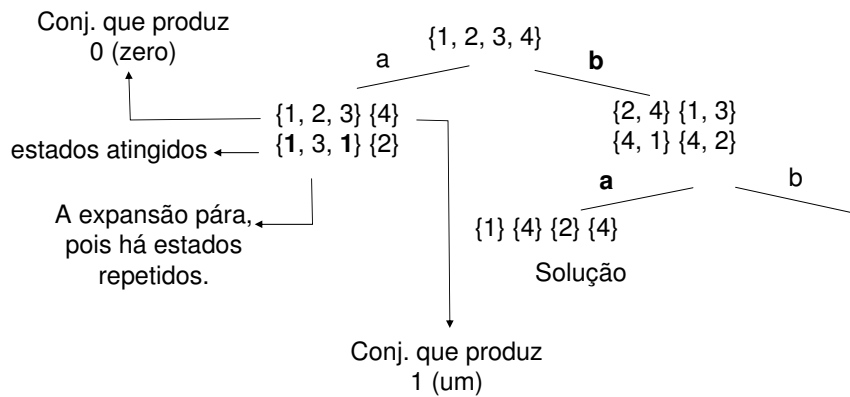 Conj. que produz
0 (zero)
{1, 2, 3, 4}
a
b
{1, 2, 3} {4}
{1, 3, 1} {2}
{2, 4} {1, 3}
{4, 1} {4, 2}
estados atingidos
a
b
A expansão pára,
pois há estados
repetidos.
{1} {4} {2} {4}
Solução
Conj. que produz
1 (um)